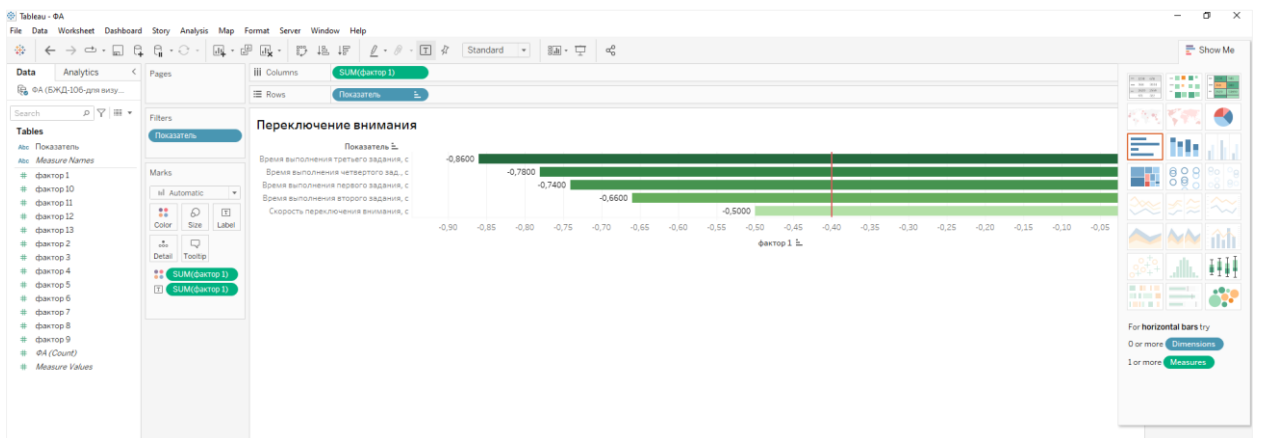 Tableau - ФА
File Data Worksheet Dashboard Story Analysis Map Format Server Window Help
Standard
Show Me
Data Analytics
ФА (БЖД-106-для визу...
Search
Tables
Abc Показатель
Abc Measure Names
# фактор 1
# фактор 10
# фактор 11
# фактор 12
# фактор 13
# фактор 2
# фактор 3
# фактор 4
# фактор 5
# фактор 6
# фактор 7
# фактор 8
# фактор 9
# ФА (Count)
# Measure Values
Pages
Filters
Показатель
Marks
Automatic
Color Size Label
Detail Tooltip
SUM(фактор 1)
SUM(фактор 1)
Columns SUM(фактор 1)
Rows Показатель
Переключение внимания
Показатель
Время выполнения третьего задания, с -0,8600
Время выполнения четвертого зад., с -0,7800
Время выполнения первого задания, с -0,7400
Время выполнения второго задания, с -0,6600
Скорость переключения внимания, с -0,5000
-0,90 -0,85 -0,80 -0,75 -0,70 -0,65 -0,60 -0,55 -0,50 -0,45 -0,40 -0,35 -0,30 -0,25 -0,20 -0,15 -0,10 -0,05
фактор 1
For horizontal bars try
0 or more Dimensions
1 or more Measures